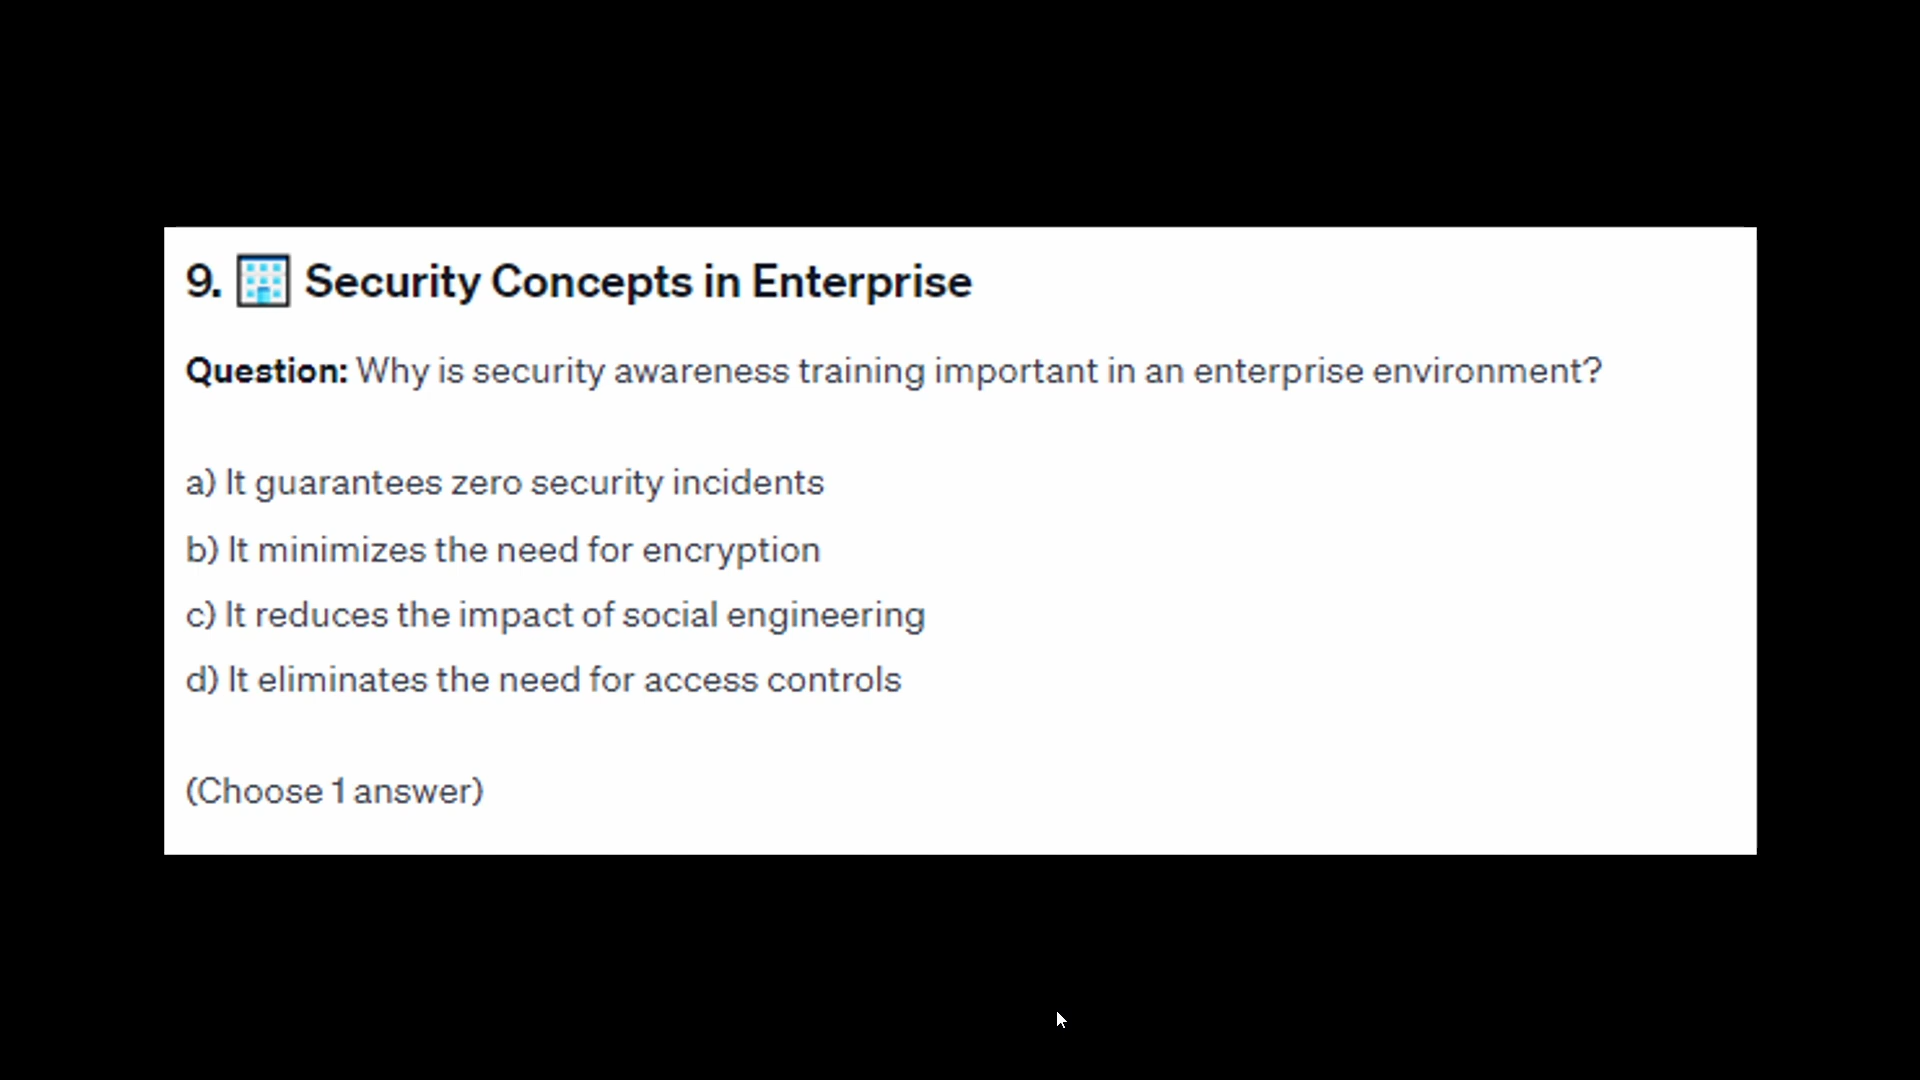 9. 🏢 Security Concepts in Enterprise
Question: Why is security awareness training important in an enterprise environment?
a) It guarantees zero security incidents
b) It minimizes the need for encryption
c) It reduces the impact of social engineering
d) It eliminates the need for access controls
(Choose 1 answer)